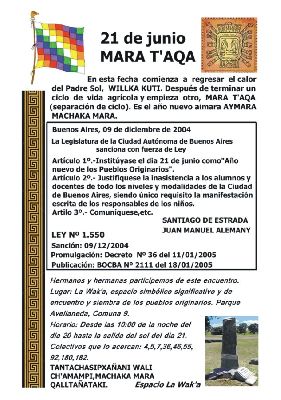 21 de junio
MARA T'AQA
En esta fecha comienza a regresar el calor
del Padre Sol, WILLKA KUTI. Después de terminar un
ciclo de vida agrícola y empieza otro, MARA T'AQA
(separación de ciclo). Es el año nuevo aimara AYMARA
MACHAKA MARA.
Buenos Aires, 09 de diciembre de 2004
La Legislatura de la Ciudad Autónoma de Buenos Aires
sanciona con fuerza de Ley
Artículo 1º.-Institúyase el dia 21 de junio como"Año
nuevo de los Pueblos Originarios".
Artículo 2º.- Justifiquese la inasistencia a los alumnos y
docentes de todo los niveles y modalidades de la Ciudad
de Buenos Aires, siendo único requisito la manifestación
escrita de los responsables de los niños.
Artilo 3º.- Comuníquese,etc.
SANTIAGO DE ESTRADA
JUAN MANUEL ALEMANY
LEY Nº 1.550
Sanción: 09/12/2004
Promulgación: Decreto Nº 36 del 11/01/2005
Publicación: BOCBA Nº 2111 del 18/01/2005
Hermanos y hermanas participemos de este encuentro.
Lugar: La Wak'a, espacio simbólico significativo y de
encuentro y siembra de los pueblos originarios. Parque
Avellaneda, Comuna 9.
Horario: Desde las 10:00 de la noche del
día 20 hasta la salida del sol del día 21.
Colectivos que lo acercan: 4,5,7,36,46,55,
92,180,182.
TANTACHASIPXAÑANI WALI
CH'AMAMPI,MACHAKA MARA
QALLTAÑATAKI.
Espacio La Wak'a